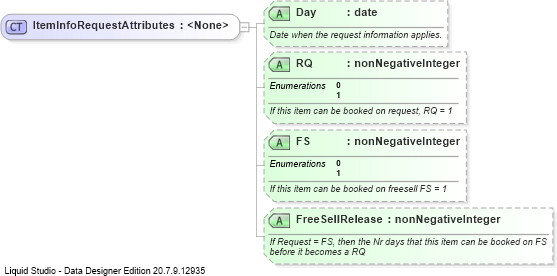 CT ItemInfoRequestAttributes : <None>
A Day : date
Date when the request information applies.
A RQ : nonNegativeInteger
Enumerations 0
1
If this item can be booked on request, RQ = 1
A FS : nonNegativeInteger
Enumerations 0
1
If this item can be booked on freesell FS = 1
A FreeSellRelease : nonNegativeInteger
If Request = FS, then the Nr days that this item can be booked on FS
before it becomes a RQ
Liquid Studio - Data Designer Edition 20.7.9.12935